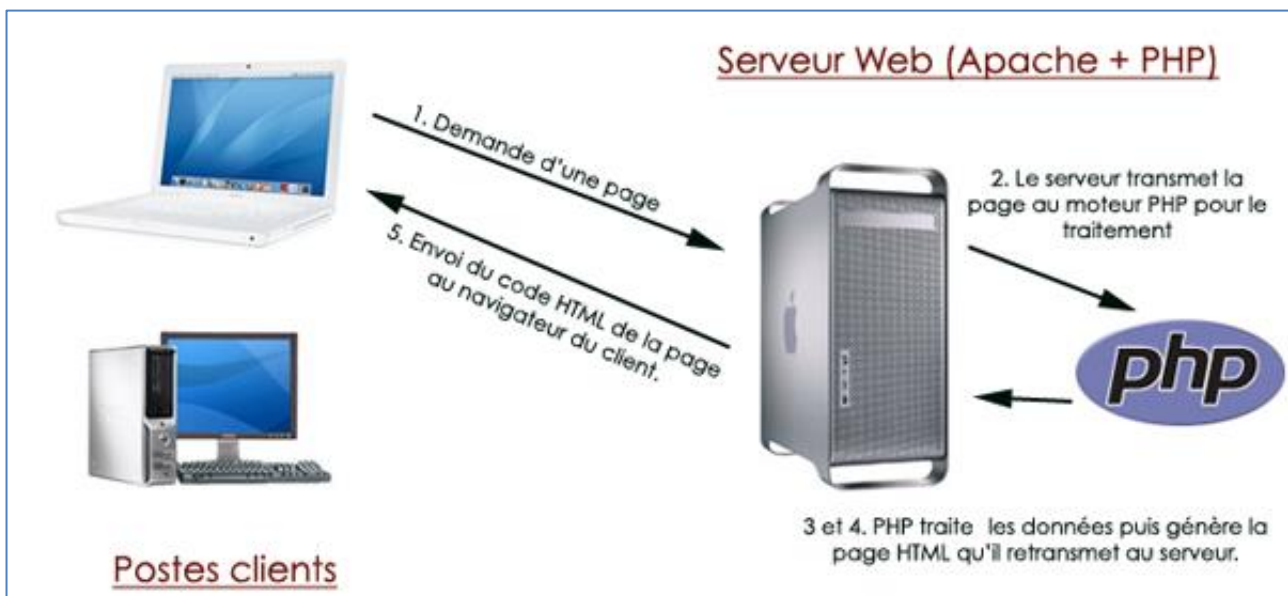 Serveur Web (Apache + PHP)
1. Demande d'une page
2. Le serveur transmet la
page au moteur PHP pour le
traitement
5. Envoi du code HTML de la page
au navigateur du client.
php
3 et 4. PHP traite les données puis génère la
page HTML qu'il retransmet au serveur.
Postes clients